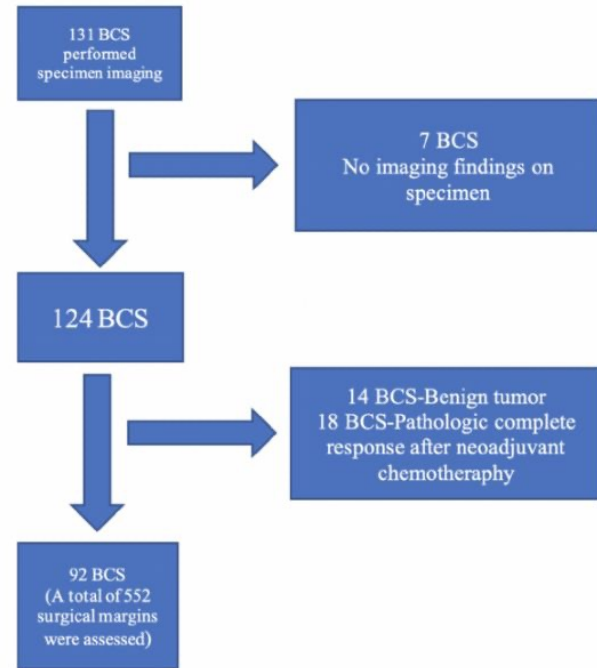 131 BCS
performed
specimen imaging
7 BCS
No imaging findings on
specimen
124 BCS
14 BCS-Benign tumor
18 BCS-Pathologic complete
response after neoadjuvant
chemotheraphy
92 BCS
(A total of 552
surgical margins
were assessed)